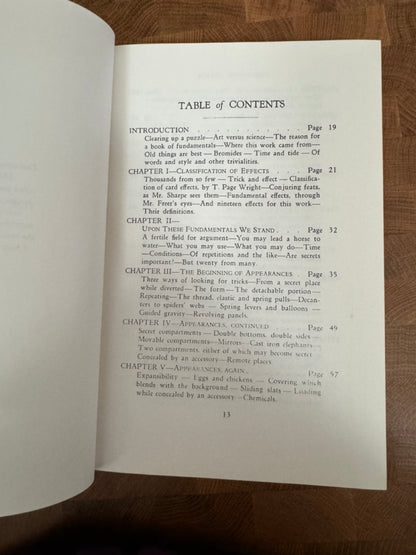 TABLE of CONTENTS
INTRODUCTION . . . . . . . . . . Page 19
Clearing up a puzzle—Art versus science—The reason for
a book of fundamentals—Where this work came from—
Old things are best — Bromides — Time and tide — Of
words and style and other trivialities.
CHAPTER I—CLASSIFICATION OF EFFECTS . . Page 21
Thousands from so few — Trick and effect — Classifica-
tion of card effects, by T. Page Wright—Conjuring feats,
as Mr. Sharpe sees them—Fundamental effects, through
Mr. Freer's eyes—And nineteen effects for this work—
Their definitions.
CHAPTER II—
UPON THESE FUNDAMENTALS WE STAND . . Page 32
A fertile field for argument—You may lead a horse to
water—What you may use—What you may do—Time
—Conditions—Of repetitions and the like—Are secrets
important?—But twenty from many.
CHAPTER III—THE BEGINNING OF APPEARANCES . Page 35
Three ways of looking for tricks—From a secret place
while diverted—The form—The detachable portion—
Repeating—The thread, elastic and spring pulls—Decan-
ters to spiders' webs — Spring levers and balloons —
Guided gravity—Revolving panels.
CHAPTER IV—APPEARANCES, CONTINUED . . Page 49
Secret compartments — Double bottoms, double sides —
Movable compartments—Mirrors—Cast iron elephants—
Two compartments, either of which may become secret
Concealed by an accessory—Remote places.
CHAPTER V—APPEARANCES, AGAIN . . . . Page 57
Expansibility — Eggs and chickens — Covering which
blends with the background — Sliding slats — Loading
while concealed by an accessory—Chemicals.
13